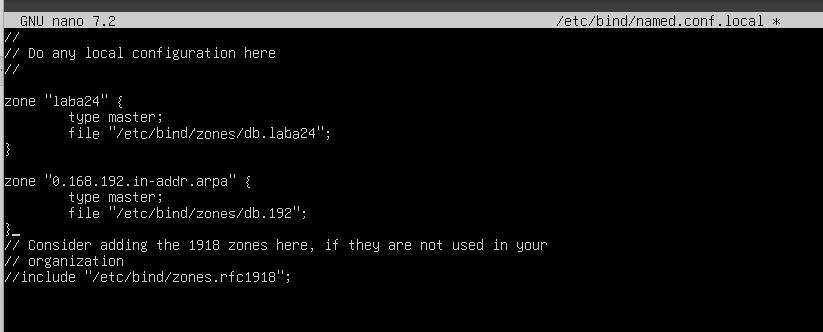 GNU nano 7.2 /etc/bind/named.conf.local *
//
// Do any local configuration here
//
zone "laba24" {
type master;
file "/etc/bind/zones/db.laba24";
}
zone "0.168.192.in-addr.arpa" {
type master;
file "/etc/bind/zones/db.192";
}
// Consider adding the 1918 zones here, if they are not used in your
// organization
//include "/etc/bind/zones.rfc1918";